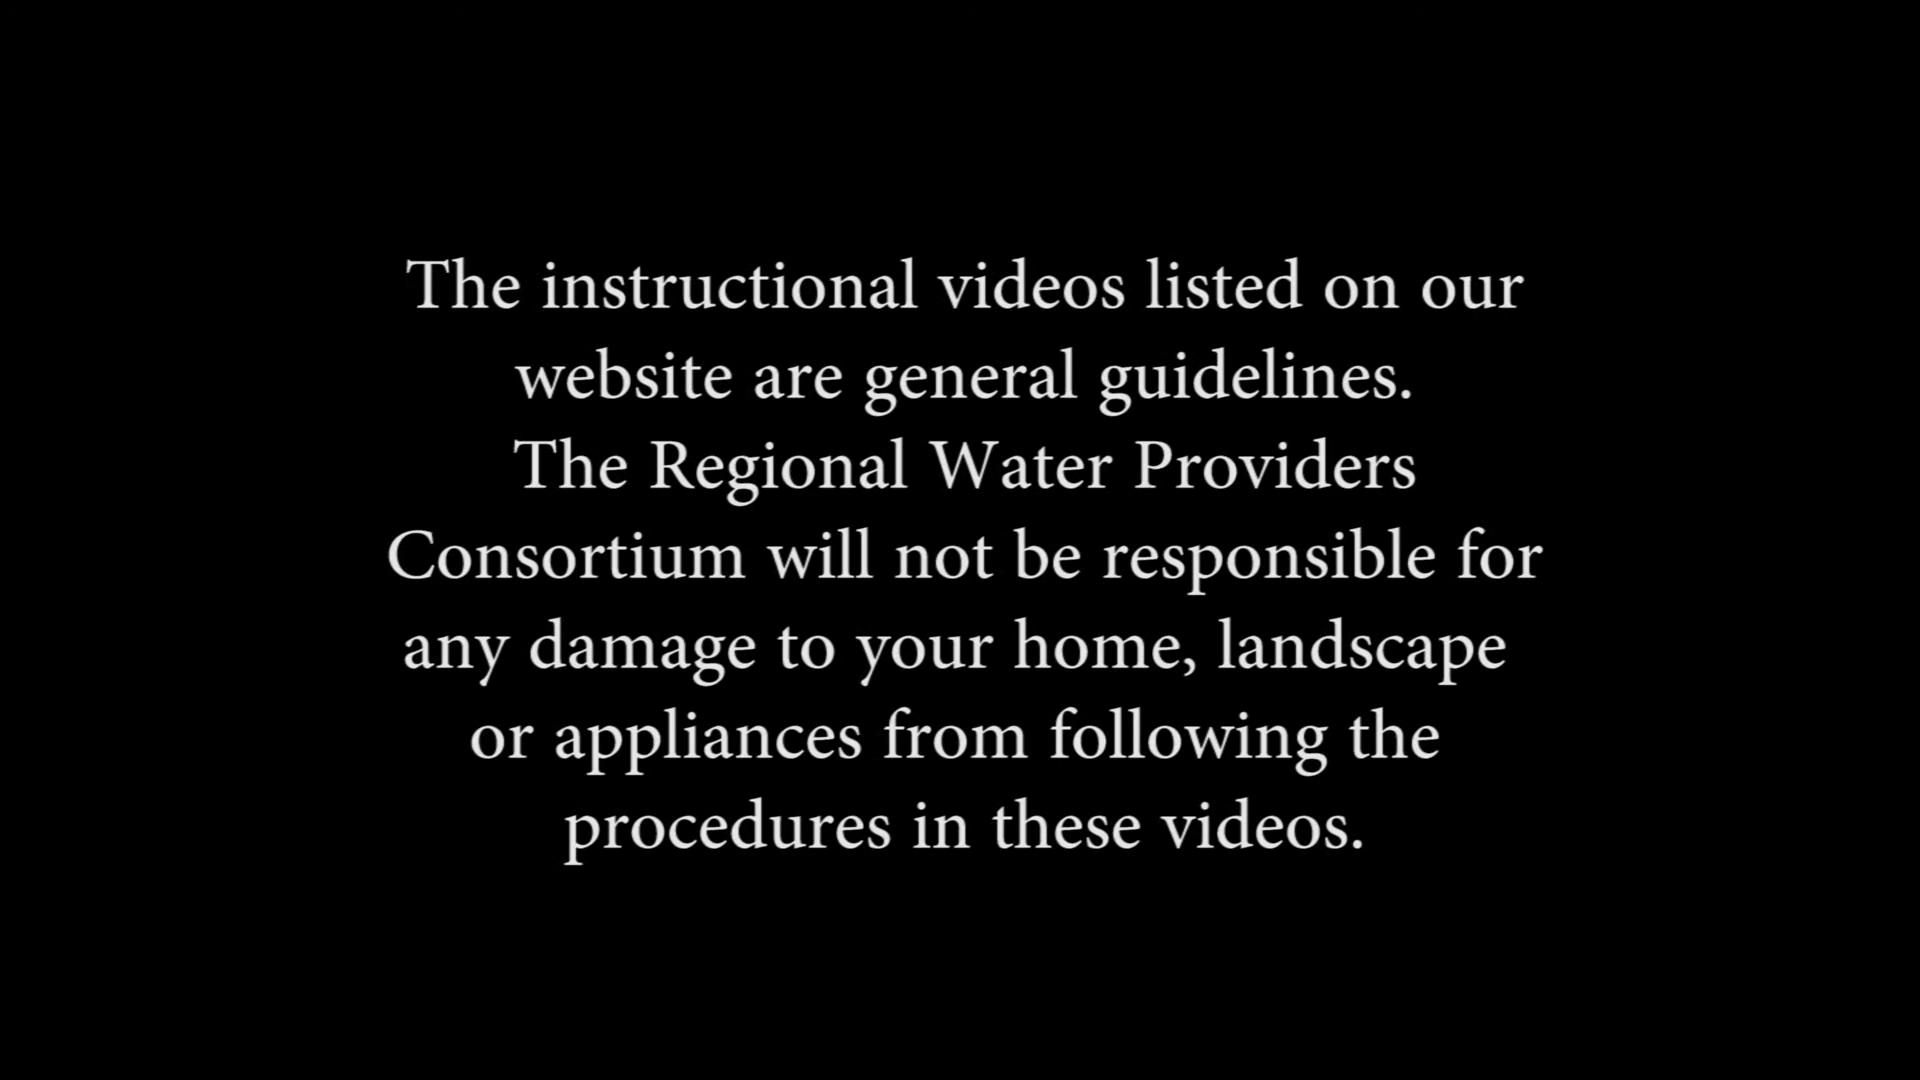 The instructional videos listed on our
website are general guidelines.
The Regional Water Providers
Consortium will not be responsible for
any damage to your home, landscape
or appliances from following the
procedures in these videos.